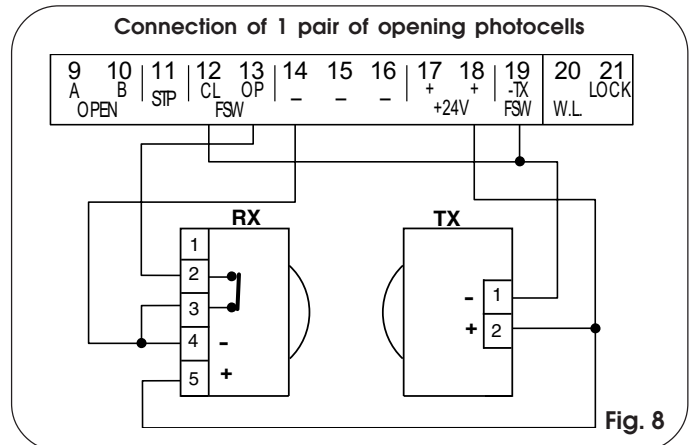 Connection of 1 pair of opening photocells
9 10 11 12 13 14 15 16 17 18 19 20 21
A B STP CL OP – – – + + -TX LOCK
OPEN FSW +24V FSW W.L.
RX TX
1
2
3
4 -
5 +
- 1
+ 2
Fig. 8